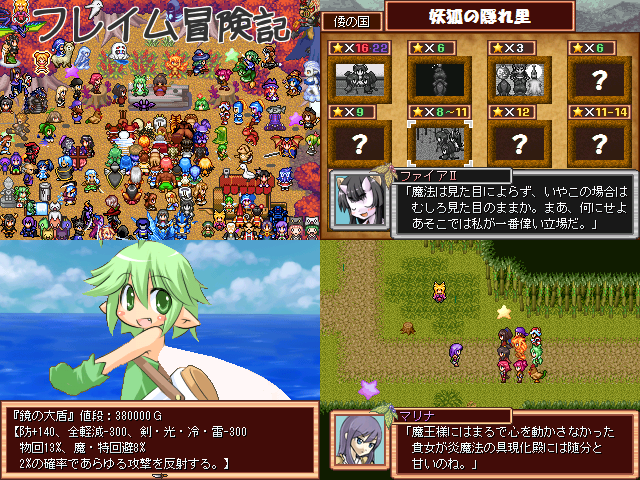 フレイム冒険記
倭の国
妖狐の隠れ里
★×16-22
★×6
★×3
★×6
?
★×9
★×8~11
★×12
★×11-14
?
?
?
ファイアⅡ
「魔法は見た目によらず、いやこの場合は
むしろ見た目のままか。まあ、何にせよ
あそこでは私が一番偉い立場だ。」
『鏡の大盾』値段：380000G
【防+140、全軽減-300、剣・光・冷・雷-300
物回13%、魔・特回避8%
2%の確率であらゆる攻撃を反射する。】
マリナ
「魔王様にはまるで心を動かさなかった
貴女が炎魔法の具現化殿には随分と
甘いのね。」